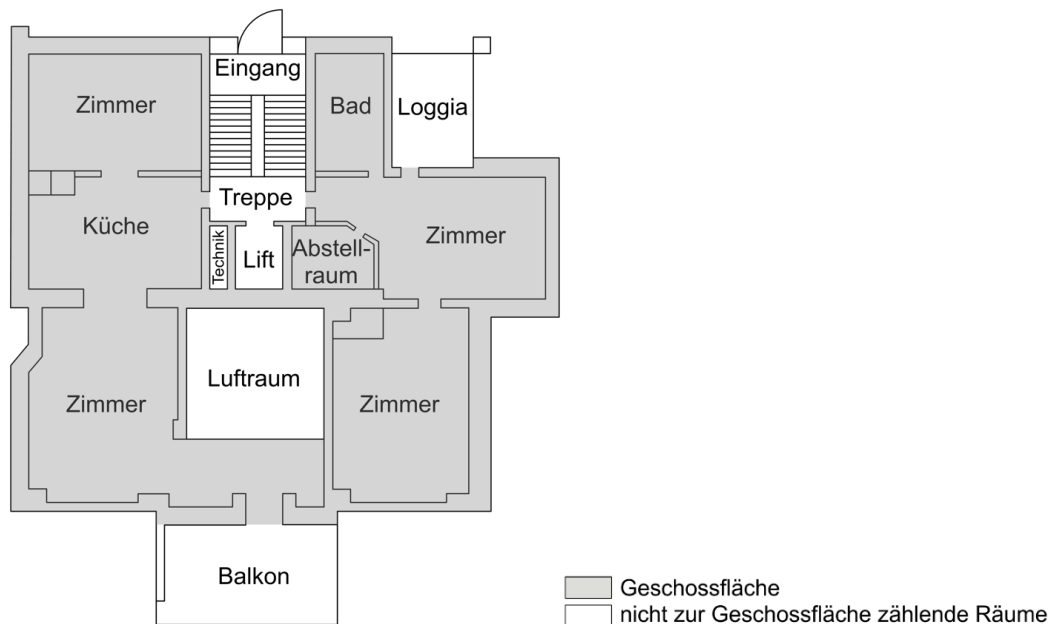 Eingang
Zimmer
Bad
Loggia
Treppe
Küche
Zimmer
Technik
Lift
Abstell-
raum
Luftraum
Zimmer
Zimmer
Balkon
Geschossfläche
nicht zur Geschossfläche zählende Räume